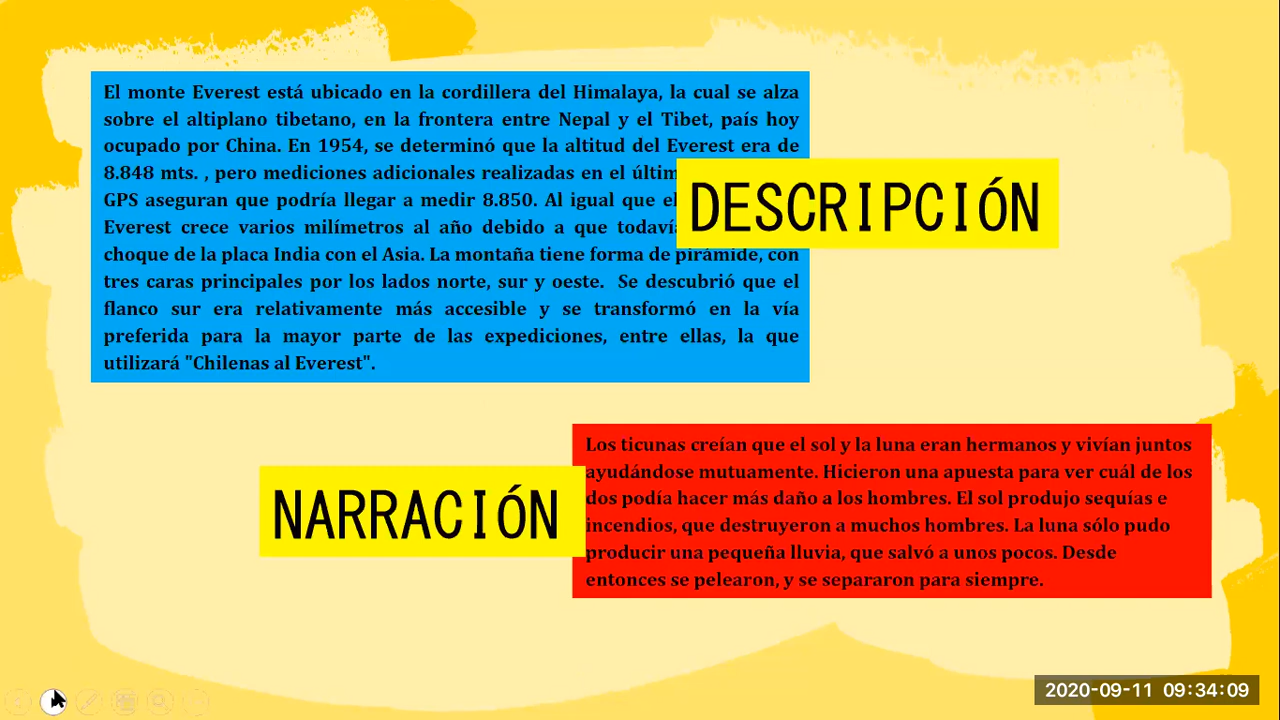 El monte Everest está ubicado en la cordillera del Himalaya, la cual se alza
sobre el altiplano tibetano, en la frontera entre Nepal y el Tibet, país hoy
ocupado por China. En 1954, se determinó que la altitud del Everest era de
8.848 mts. , pero mediciones adicionales realizadas en el
GPS aseguran que podría llegar a medir 8.850. Al igual que
Everest crece varios milímetros al año debido a que
choque de la placa India con el Asia. La montaña tiene forma de pirámide, con
tres caras principales por los lados norte, sur y oeste. Se descubrió que el
flanco sur era relativamente más accesible y se transformó en la vía
preferida para la mayor parte de las expediciones, entre ellas, la que
utilizará "Chilenas al Everest".
DESCRIPCIÓN
NARRACIÓN
Los ticunas creían que el sol y la luna eran hermanos y vivían juntos
ayudándose mutuamente. Hicieron una apuesta para ver cuál de los
dos podía hacer más daño a los hombres. El sol produjo sequías e
incendios, que destruyeron a muchos hombres. La luna sólo pudo
producir una pequeña lluvia, que salvó a unos pocos. Desde
entonces se pelearon, y se separaron para siempre.
2020-09-11 09:34:09